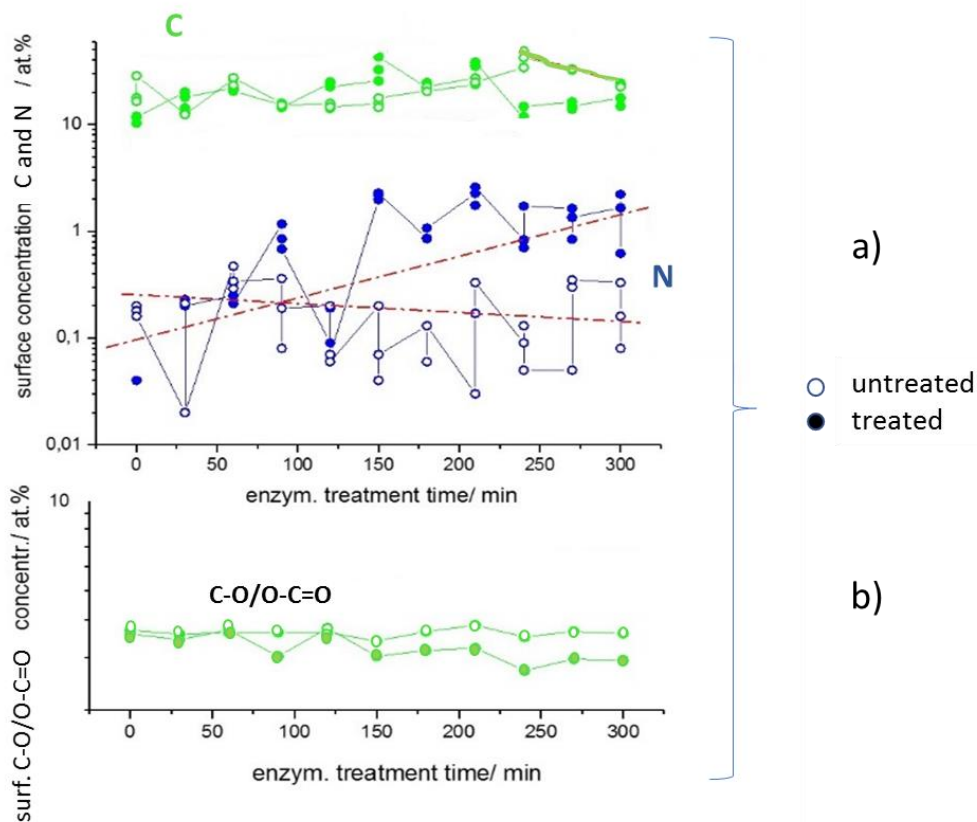 C
surface concentration C and N / at.%
10
1
0,1
0,01
N
0 50 100 150 200 250 300
enzym. treatment time/ min
a)
untreated
treated
surf. C-O/O-C=O concentr./ at.%
10
C-O/O-C=O
b)
0 50 100 150 200 250 300
enzym. treatment time/ min